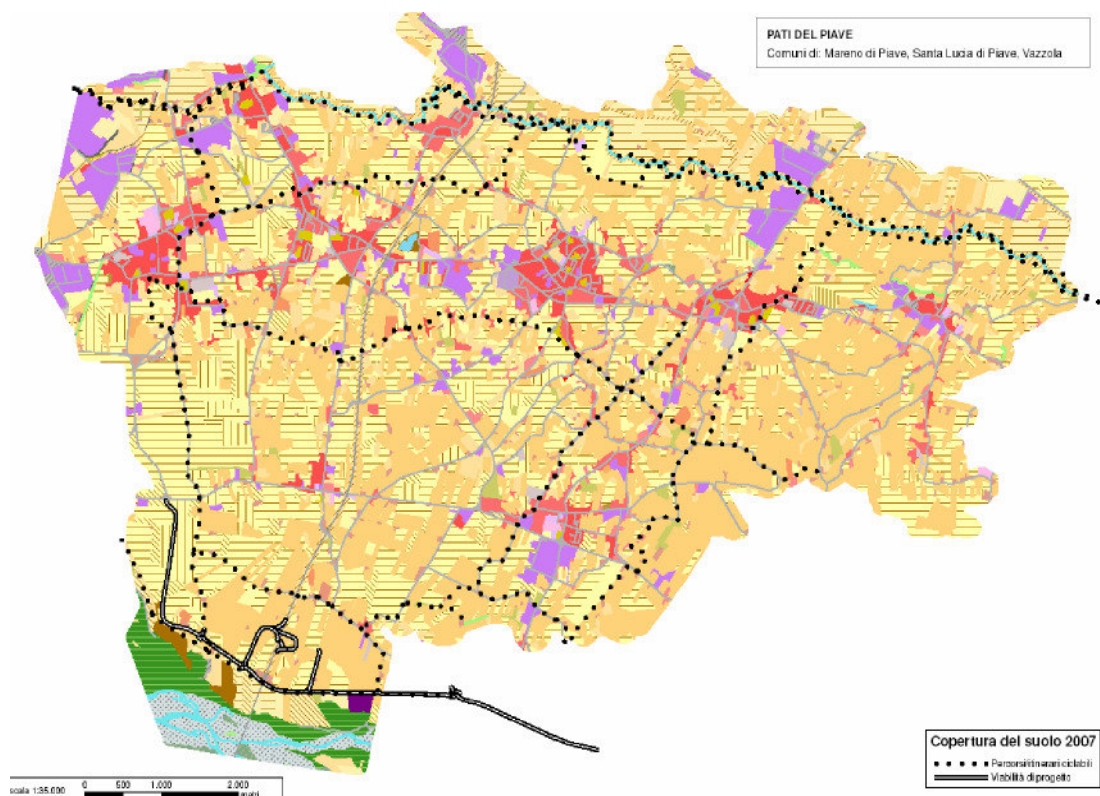 PATI DEL PIAVE
Comuni di: Mareno di Piave, Santa Lucia di Piave, Vazzola
Copertura del suolo 2007
Percorsi/itinerari ciclabili
Viabilità di progetto
scala 1:35.000
0 500 1.000 2.000
metri